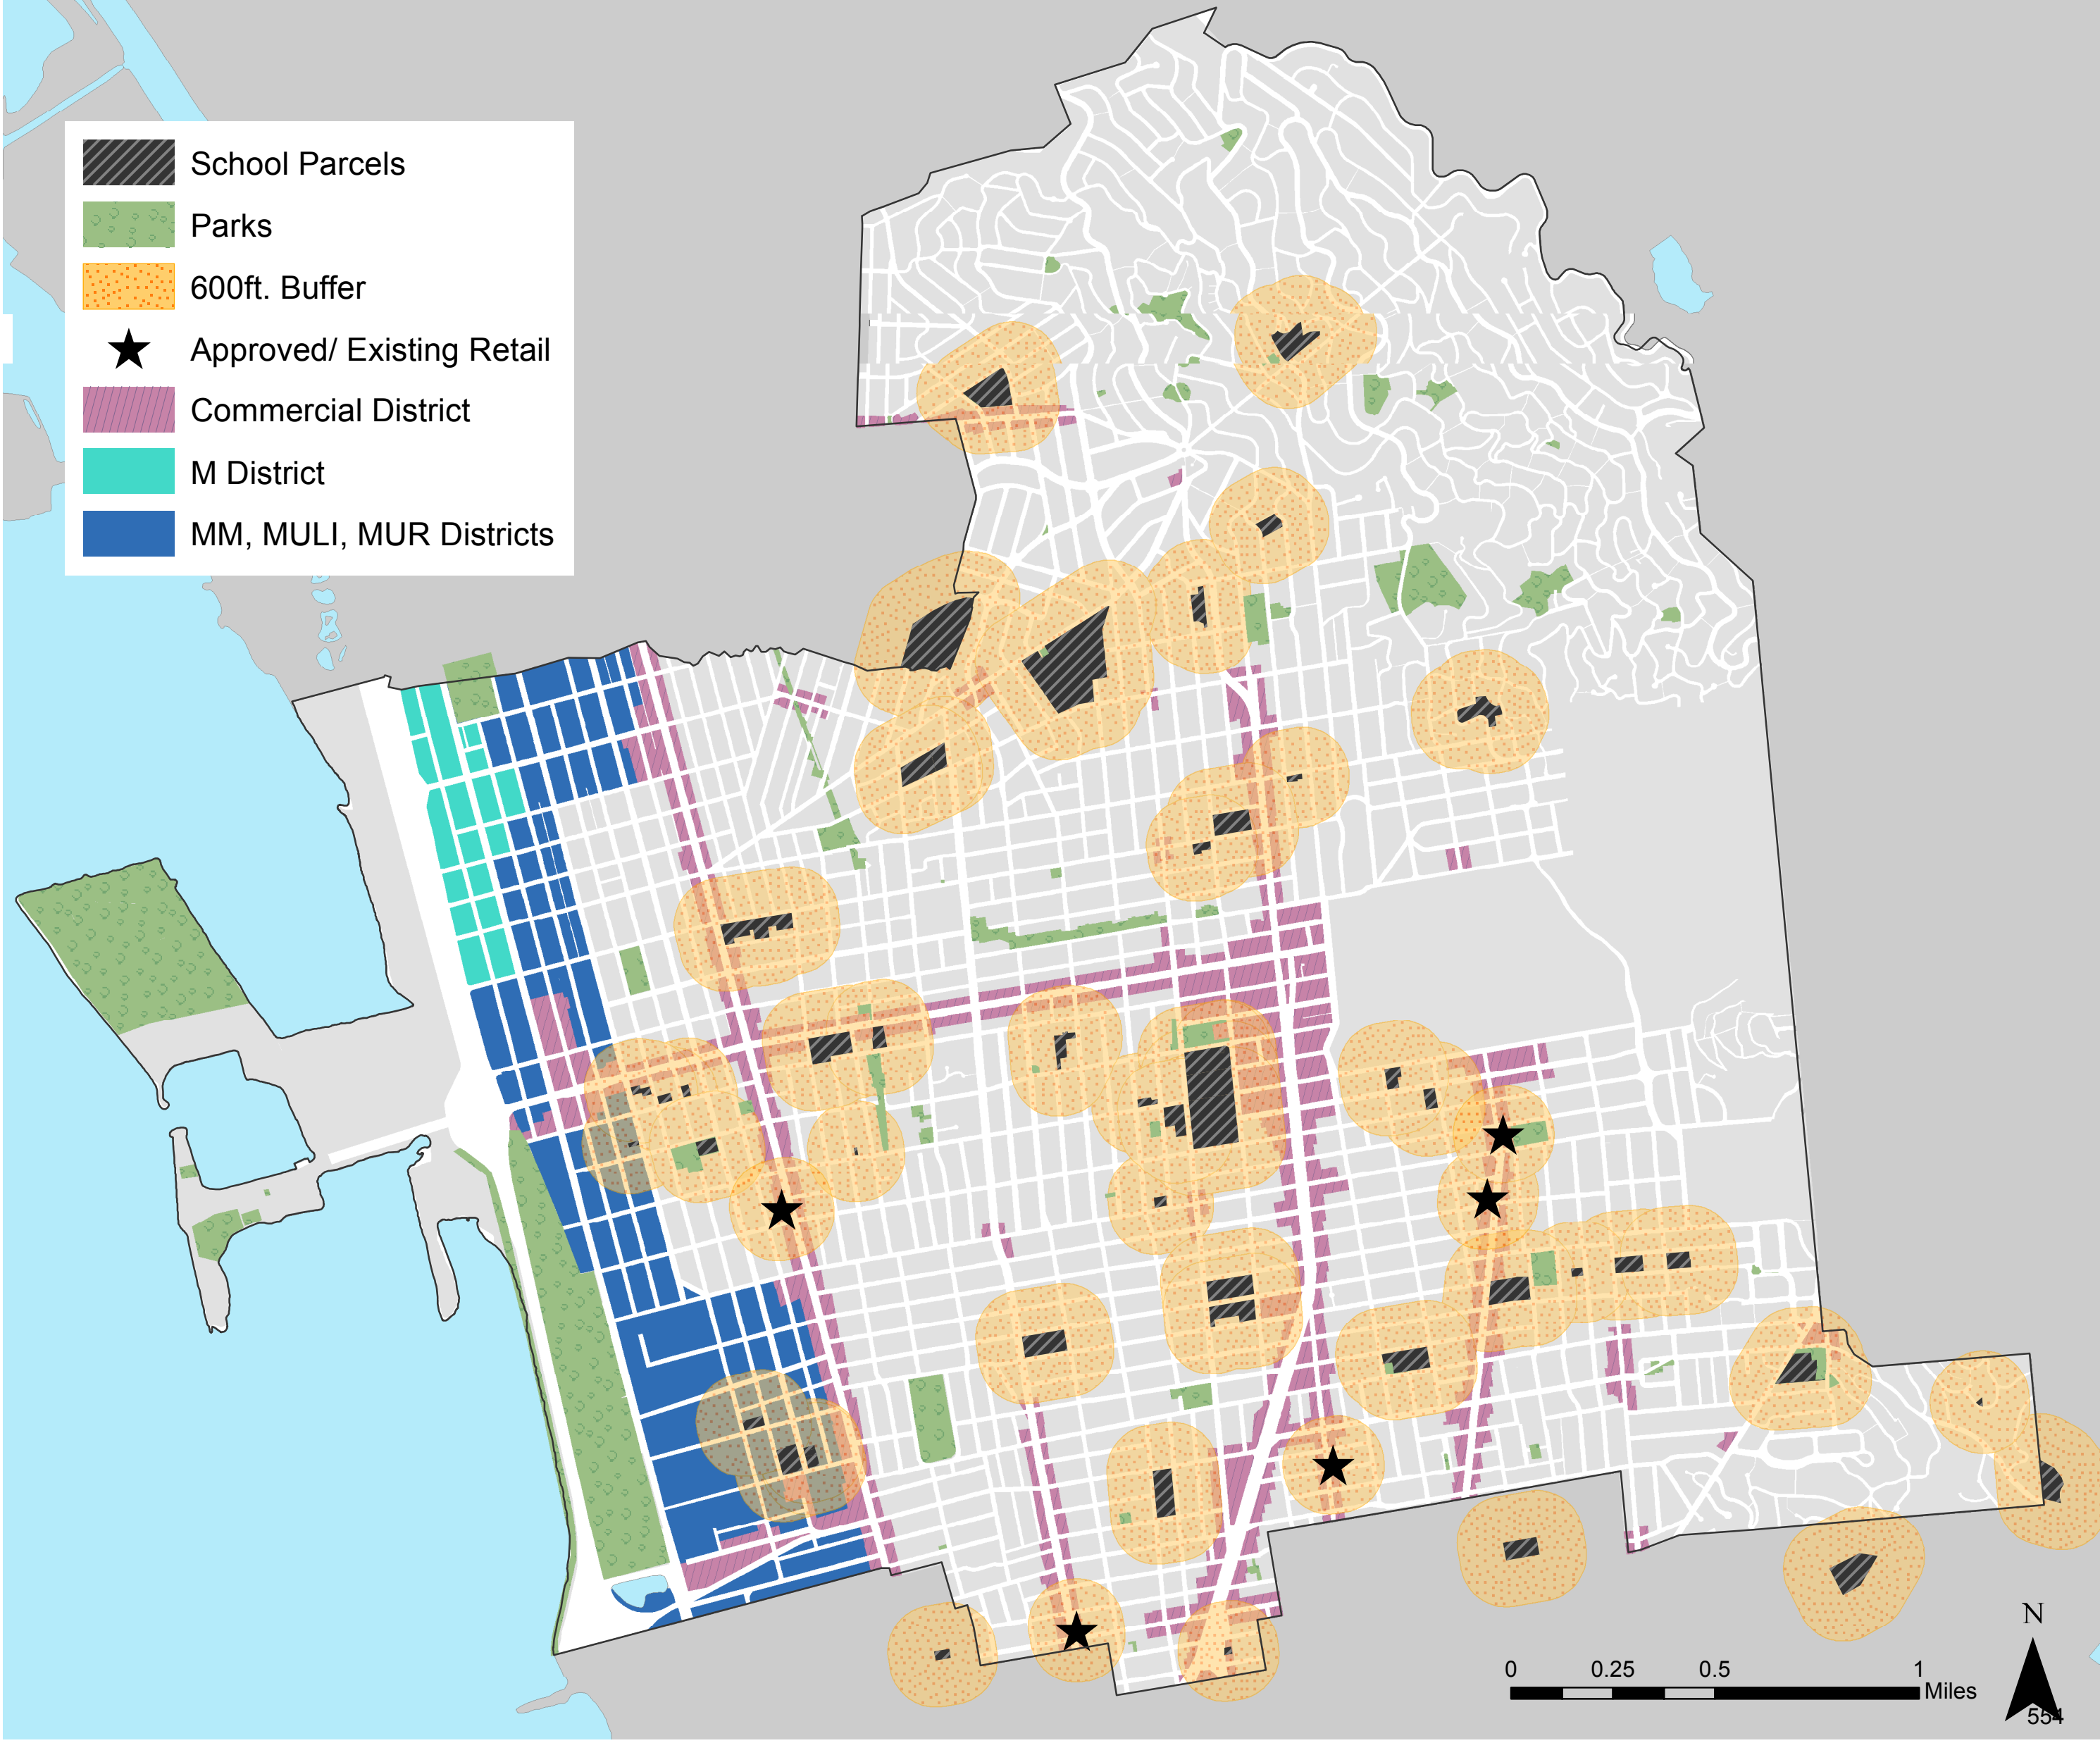 School Parcels
Parks
600ft. Buffer
Approved/ Existing Retail
Commercial District
M District
MM, MULI, MUR Districts
N
0 0.25 0.5 1
Miles
554